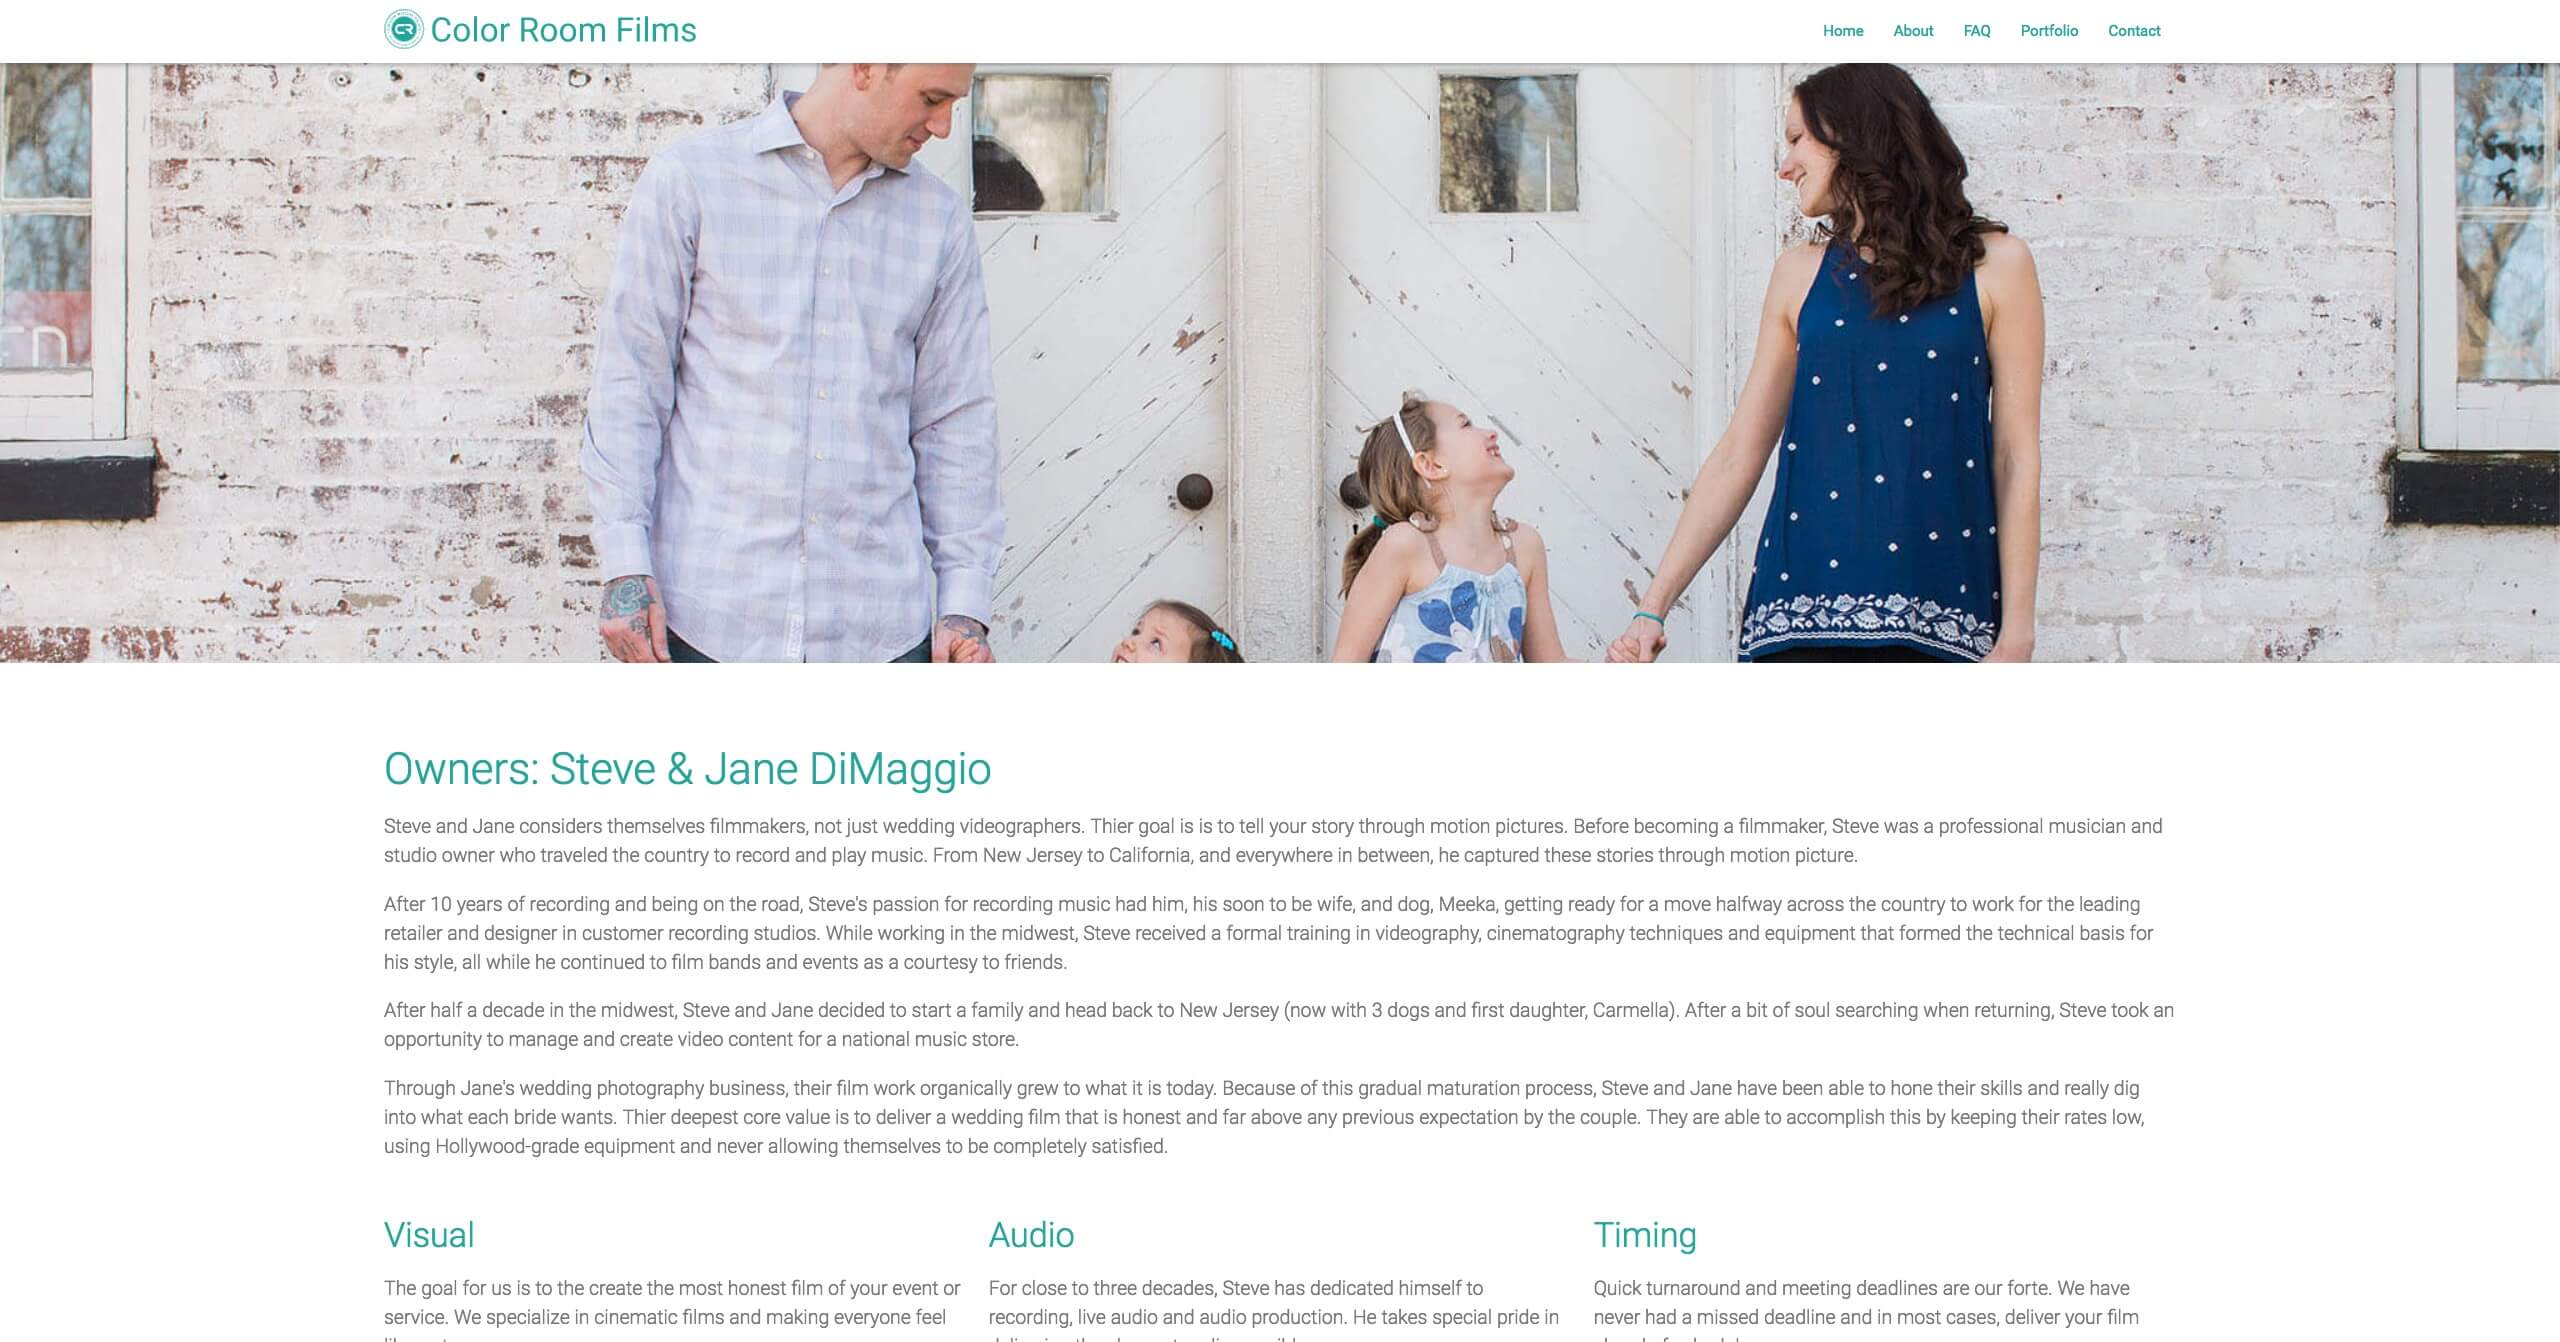 CR Color Room Films
Home About FAQ Portfolio Contact
Owners: Steve & Jane DiMaggio
Steve and Jane considers themselves filmmakers, not just wedding videographers. Thier goal is is to tell your story through motion pictures. Before becoming a filmmaker, Steve was a professional musician and
studio owner who traveled the country to record and play music. From New Jersey to California, and everywhere in between, he captured these stories through motion picture.
After 10 years of recording and being on the road, Steve's passion for recording music had him, his soon to be wife, and dog, Meeka, getting ready for a move halfway across the country to work for the leading
retailer and designer in customer recording studios. While working in the midwest, Steve received a formal training in videography, cinematography techniques and equipment that formed the technical basis for
his style, all while he continued to film bands and events as a courtesy to friends.
After half a decade in the midwest, Steve and Jane decided to start a family and head back to New Jersey (now with 3 dogs and first daughter, Carmella). After a bit of soul searching when returning, Steve took an
opportunity to manage and create video content for a national music store.
Through Jane's wedding photography business, their film work organically grew to what it is today. Because of this gradual maturation process, Steve and Jane have been able to hone their skills and really dig
into what each bride wants. Thier deepest core value is to deliver a wedding film that is honest and far above any previous expectation by the couple. They are able to accomplish this by keeping their rates low,
using Hollywood-grade equipment and never allowing themselves to be completely satisfied.
Visual
The goal for us is to the create the most honest film of your event or
service. We specialize in cinematic films and making everyone feel
Audio
For close to three decades, Steve has dedicated himself to
recording, live audio and audio production. He takes special pride in
Timing
Quick turnaround and meeting deadlines are our forte. We have
never had a missed deadline and in most cases, deliver your film